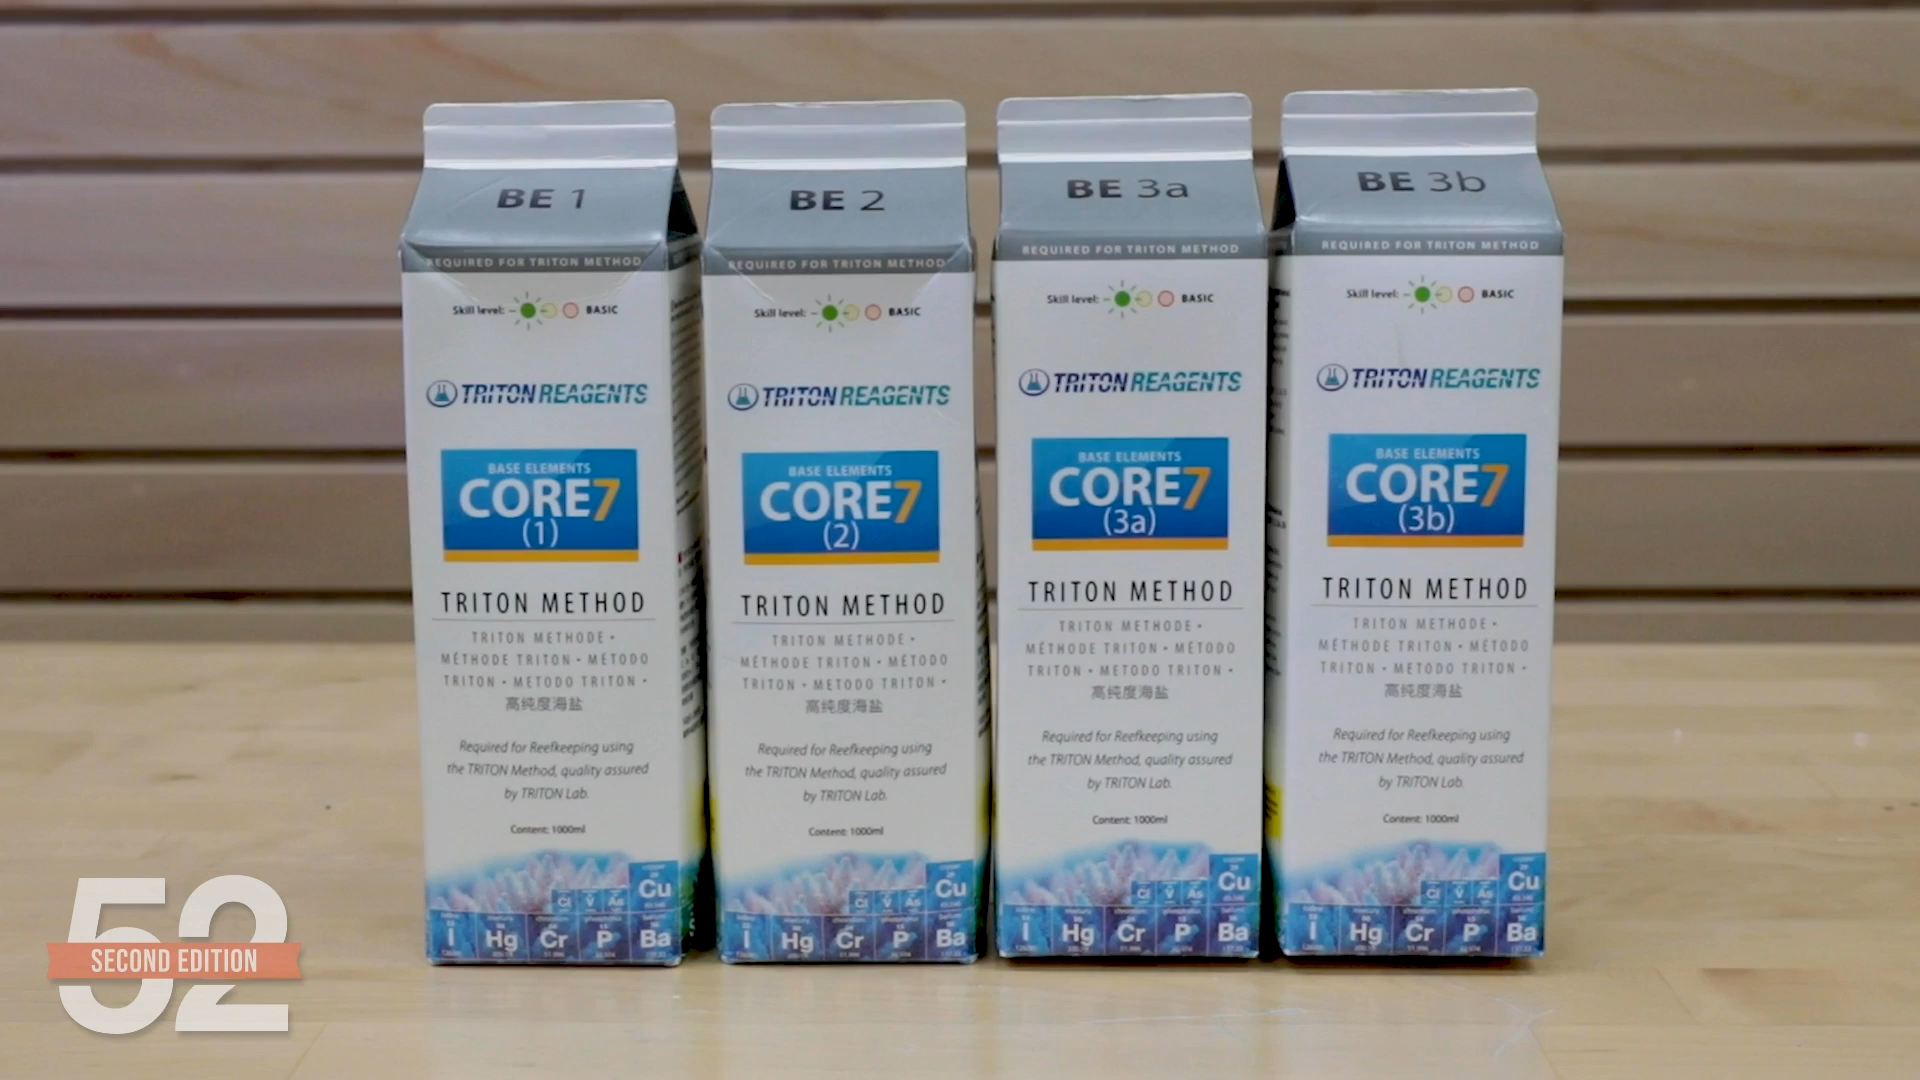 BE 1
REQUIRED FOR TRITON METHOD
Skill level: BASIC
TRITON REAGENTS
BASE ELEMENTS
CORE7
(1)
TRITON METHOD
TRITON METHODE •
MÉTHODE TRITON • MÉTODO
TRITON • METODO TRITON •
高纯度海盐
Required for Reefkeeping using
the TRITON Method, quality assured
by TRITON Lab.
Content: 1000ml
Cu
Cl V As
I Hg Cr P Ba
BE 2
REQUIRED FOR TRITON METHOD
Skill level: BASIC
TRITON REAGENTS
BASE ELEMENTS
CORE7
(2)
TRITON METHOD
TRITON METHODE •
MÉTHODE TRITON • MÉTODO
TRITON • METODO TRITON •
高纯度海盐
Required for Reefkeeping using
the TRITON Method, quality assured
by TRITON Lab.
Content: 1000ml
Cu
Cl V As
I Hg Cr P Ba
BE 3a
REQUIRED FOR TRITON METHOD
Skill level: BASIC
TRITON REAGENTS
BASE ELEMENTS
CORE7
(3a)
TRITON METHOD
TRITON METHODE •
MÉTHODE TRITON • MÉTODO
TRITON • METODO TRITON •
高纯度海盐
Required for Reefkeeping using
the TRITON Method, quality assured
by TRITON Lab.
Content: 1000ml
Cu
Cl V As
I Hg Cr P Ba
BE 3b
REQUIRED FOR TRITON METHOD
Skill level: BASIC
TRITON REAGENTS
BASE ELEMENTS
CORE7
(3b)
TRITON METHOD
TRITON METHODE •
MÉTHODE TRITON • MÉTODO
TRITON • METODO TRITON •
高纯度海盐
Required for Reefkeeping using
the TRITON Method, quality assured
by TRITON Lab.
Content: 1000ml
Cu
Cl V As
I Hg Cr P Ba
52
SECOND EDITION